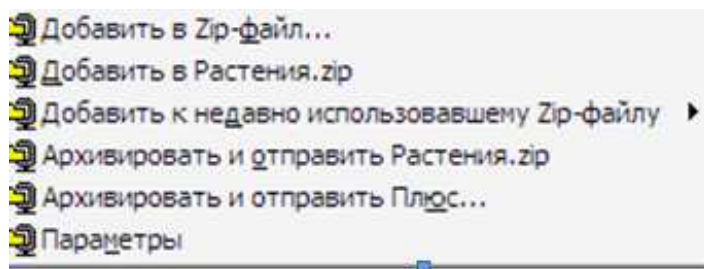 Добавить в Zip-файл...
Добавить в Растения.zip
Добавить к недавно использовавшему Zip-файлу
Архивировать и отправить Растения.zip
Архивировать и отправить Плюс...
Параметры